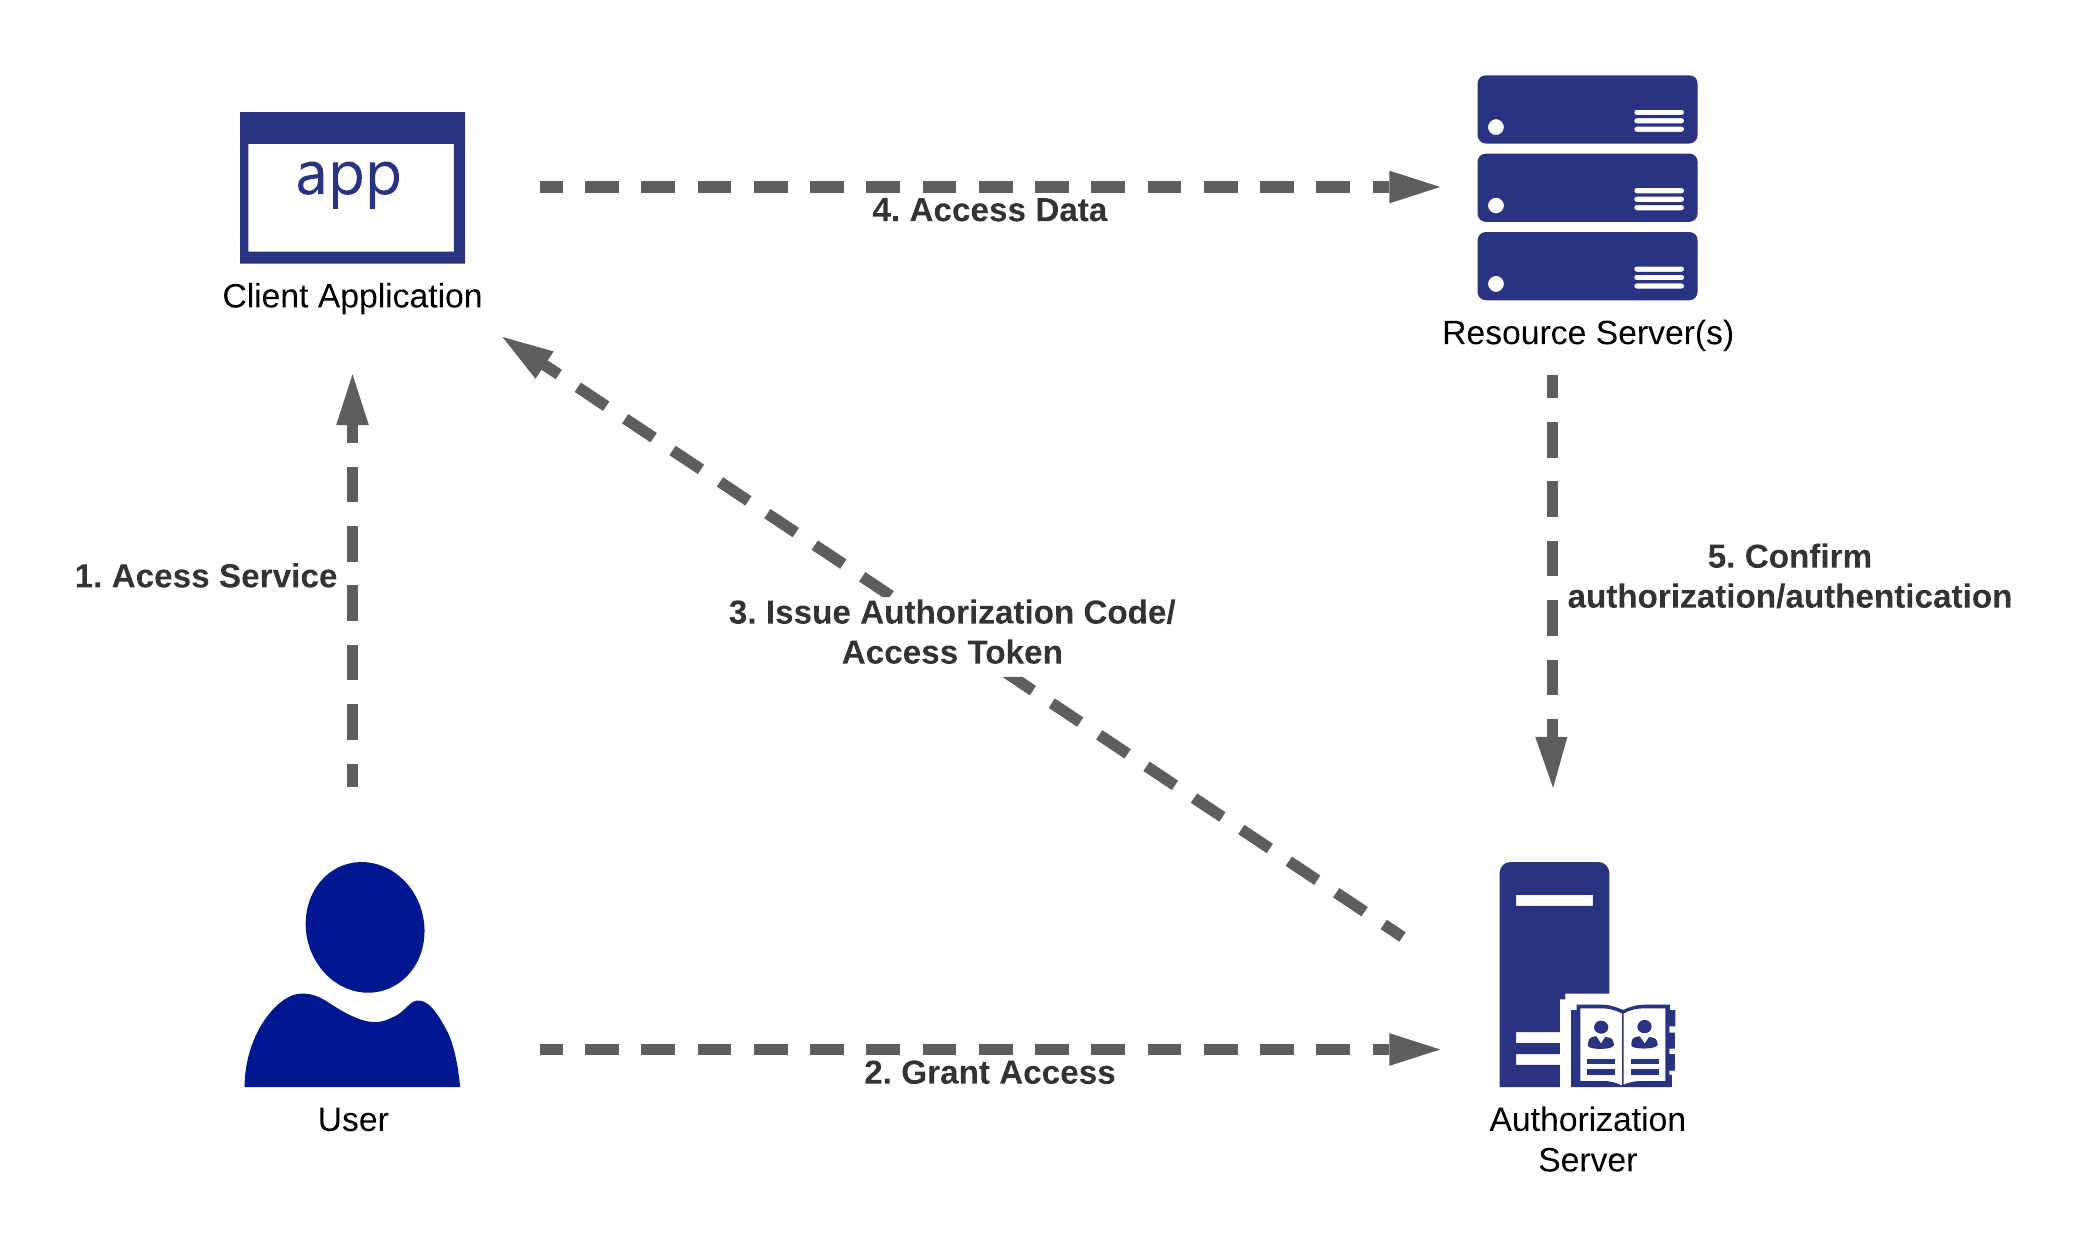 app
Client Application
4. Access Data
Resource Server(s)
1. Acess Service
3. Issue Authorization Code/
Access Token
5. Confirm
authorization/authentication
2. Grant Access
User
Authorization
Server